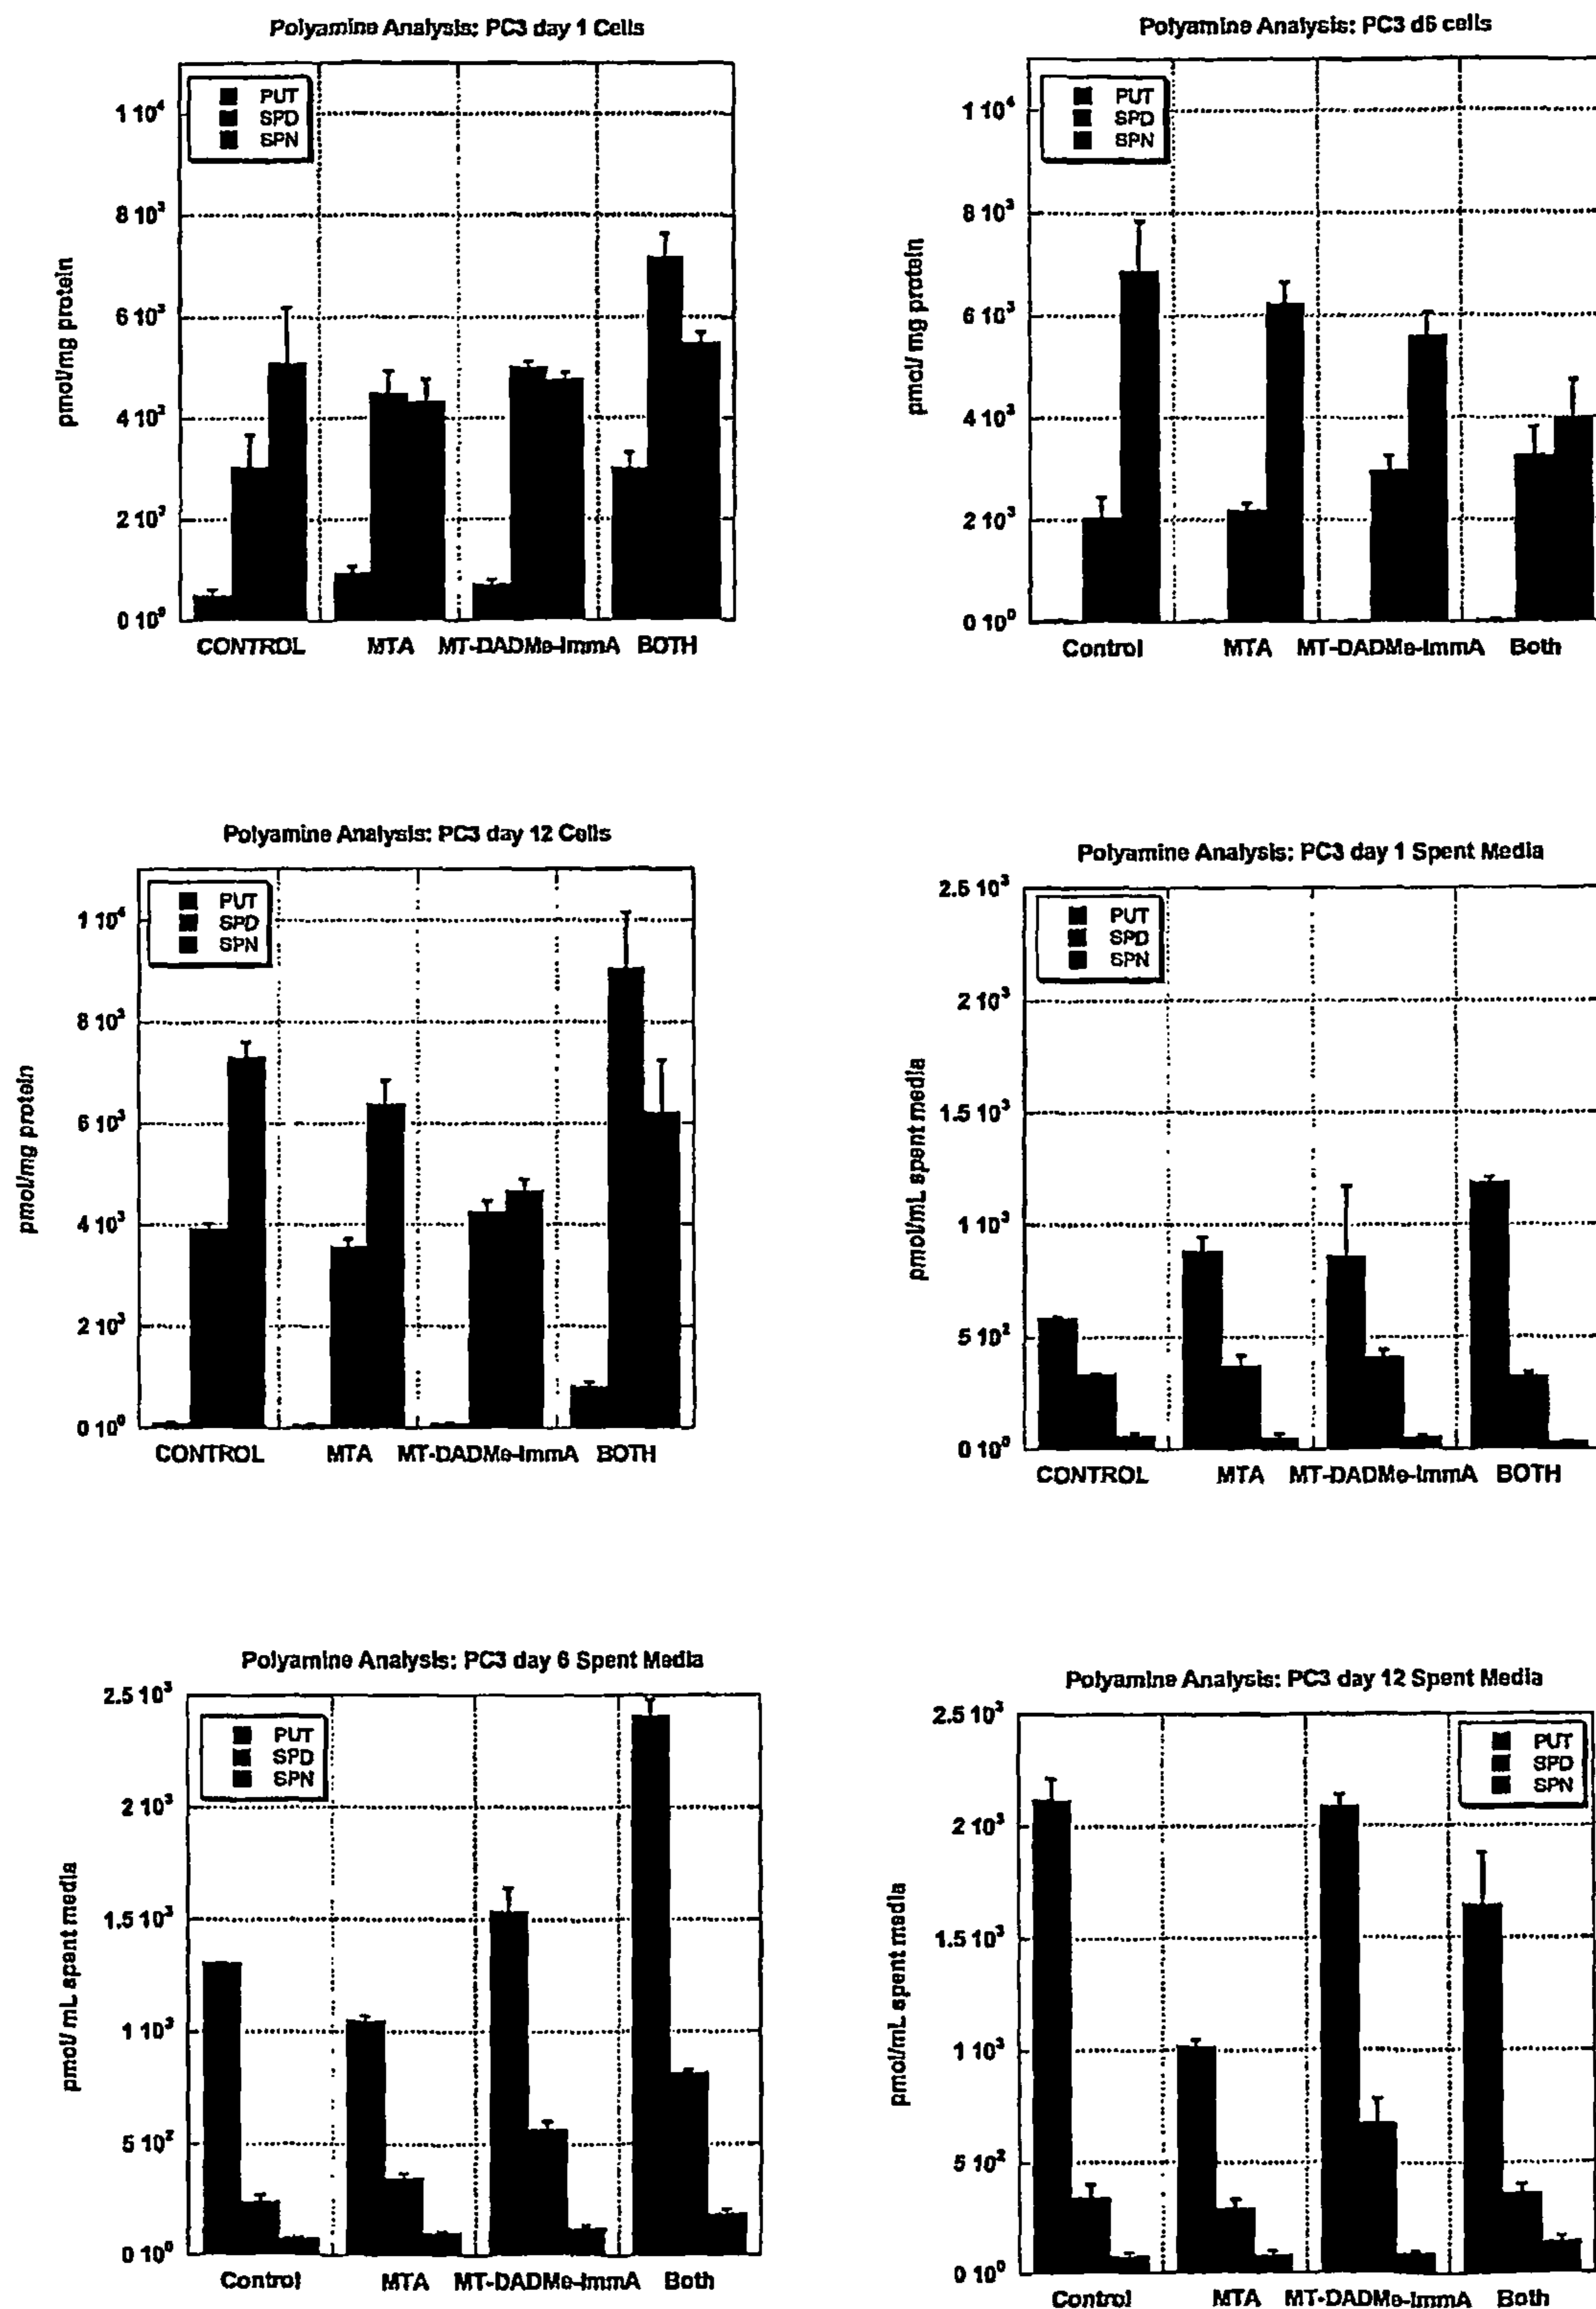 Polyamine Analysis: PC3 day 1 Cells
PUT
SPD
SPN
1 10⁴
8 10³
6 10³
4 10³
2 10³
0 10⁰
pmol/mg protein
CONTROL MTA MT-DADMe-ImmA BOTH
Polyamine Analysis: PC3 d6 cells
PUT
SPD
SPN
1 10⁴
8 10³
6 10³
4 10³
2 10³
0 10⁰
pmol/ mg protein
Control MTA MT-DADMe-ImmA Both
Polyamine Analysis: PC3 day 12 Cells
PUT
SPD
SPN
1 10⁴
8 10³
6 10³
4 10³
2 10³
0 10⁰
pmol/mg protein
CONTROL MTA MT-DADMe-ImmA BOTH
Polyamine Analysis: PC3 day 1 Spent Media
PUT
SPD
SPN
2.5 10³
2 10³
1.5 10³
1 10³
5 10²
0 10⁰
pmol/mL spent media
CONTROL MTA MT-DADMe-ImmA BOTH
Polyamine Analysis: PC3 day 6 Spent Media
PUT
SPD
SPN
2.5 10³
2 10³
1.5 10³
1 10³
5 10²
0 10⁰
pmol/ mL spent media
Control MTA MT-DADMe-ImmA Both
Polyamine Analysis: PC3 day 12 Spent Media
PUT
SPD
SPN
2.5 10³
2 10³
1.5 10³
1 10³
5 10²
0 10⁰
pmol/mL spent media
Control MTA MT-DADMe-ImmA Both